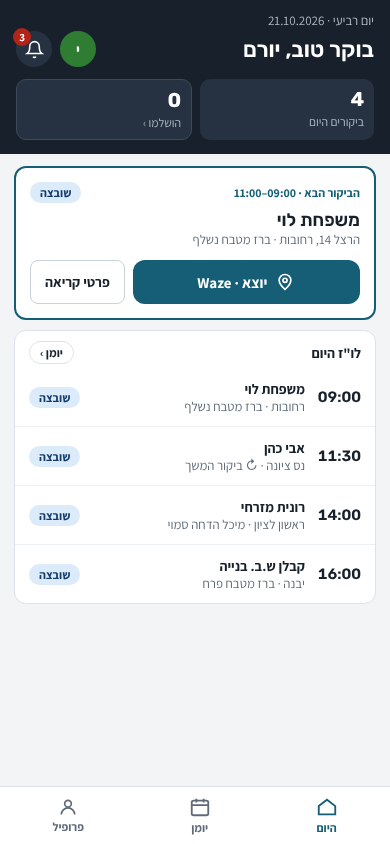 יום רביעי · 21.10.2026
בוקר טוב, יורם
י
3
4
ביקורים היום
0
הושלמו ›
הביקור הבא · 09:00–11:00
שובצה
משפחת לוי
הרצל 14, רחובות · ברז מטבח נשלף
יוצא · Waze
פרטי קריאה
לו"ז היום
יומן ›
09:00
משפחת לוי
רחובות · ברז מטבח נשלף
שובצה
11:30
אבי כהן
נס ציונה · ביקור המשך
שובצה
14:00
רונית מזרחי
ראשון לציון · מיכל הדחה סמוי
שובצה
16:00
קבלן ש.ב. בנייה
יבנה · ברז מטבח פרח
שובצה
היום
יומן
פרופיל